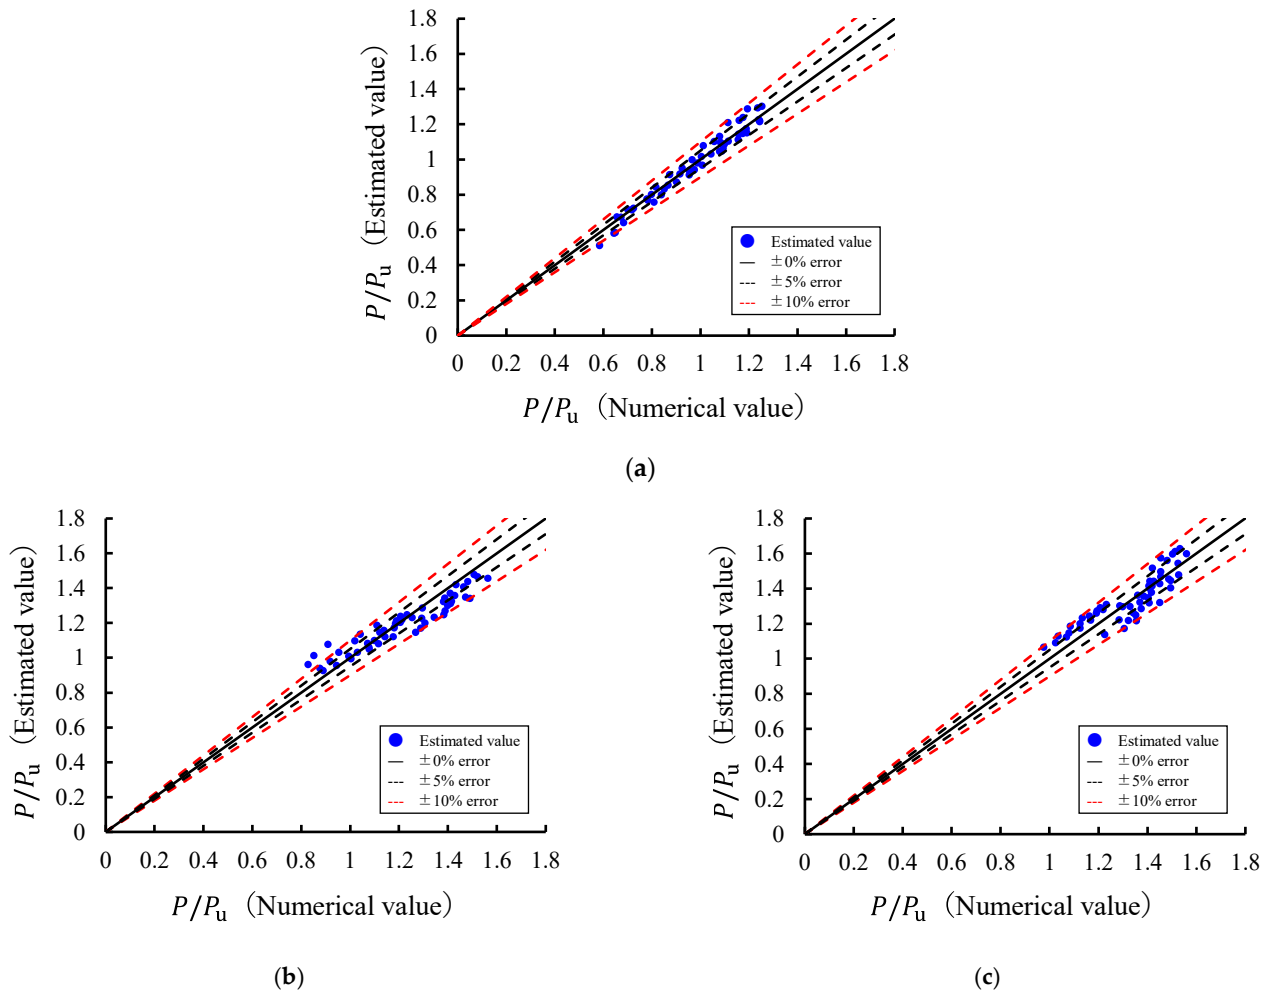 1.8
1.6
1.4
1.2
1
0.8
0.6
0.4
0.2
0
P/Pu（Estimated value）
Estimated value
±0% error
±5% error
±10% error
0 0.2 0.4 0.6 0.8 1 1.2 1.4 1.6 1.8
P/Pu（Numerical value）
(a)
1.8
1.6
1.4
1.2
1
0.8
0.6
0.4
0.2
0
P/Pu（Estimated value）
Estimated value
±0% error
±5% error
±10% error
0 0.2 0.4 0.6 0.8 1 1.2 1.4 1.6 1.8
P/Pu（Numerical value）
(b)
1.8
1.6
1.4
1.2
1
0.8
0.6
0.4
0.2
0
P/Pu（Estimated value）
Estimated value
±0% error
±5% error
±10% error
0 0.2 0.4 0.6 0.8 1 1.2 1.4 1.6 1.8
P/Pu（Numerical value）
(c)